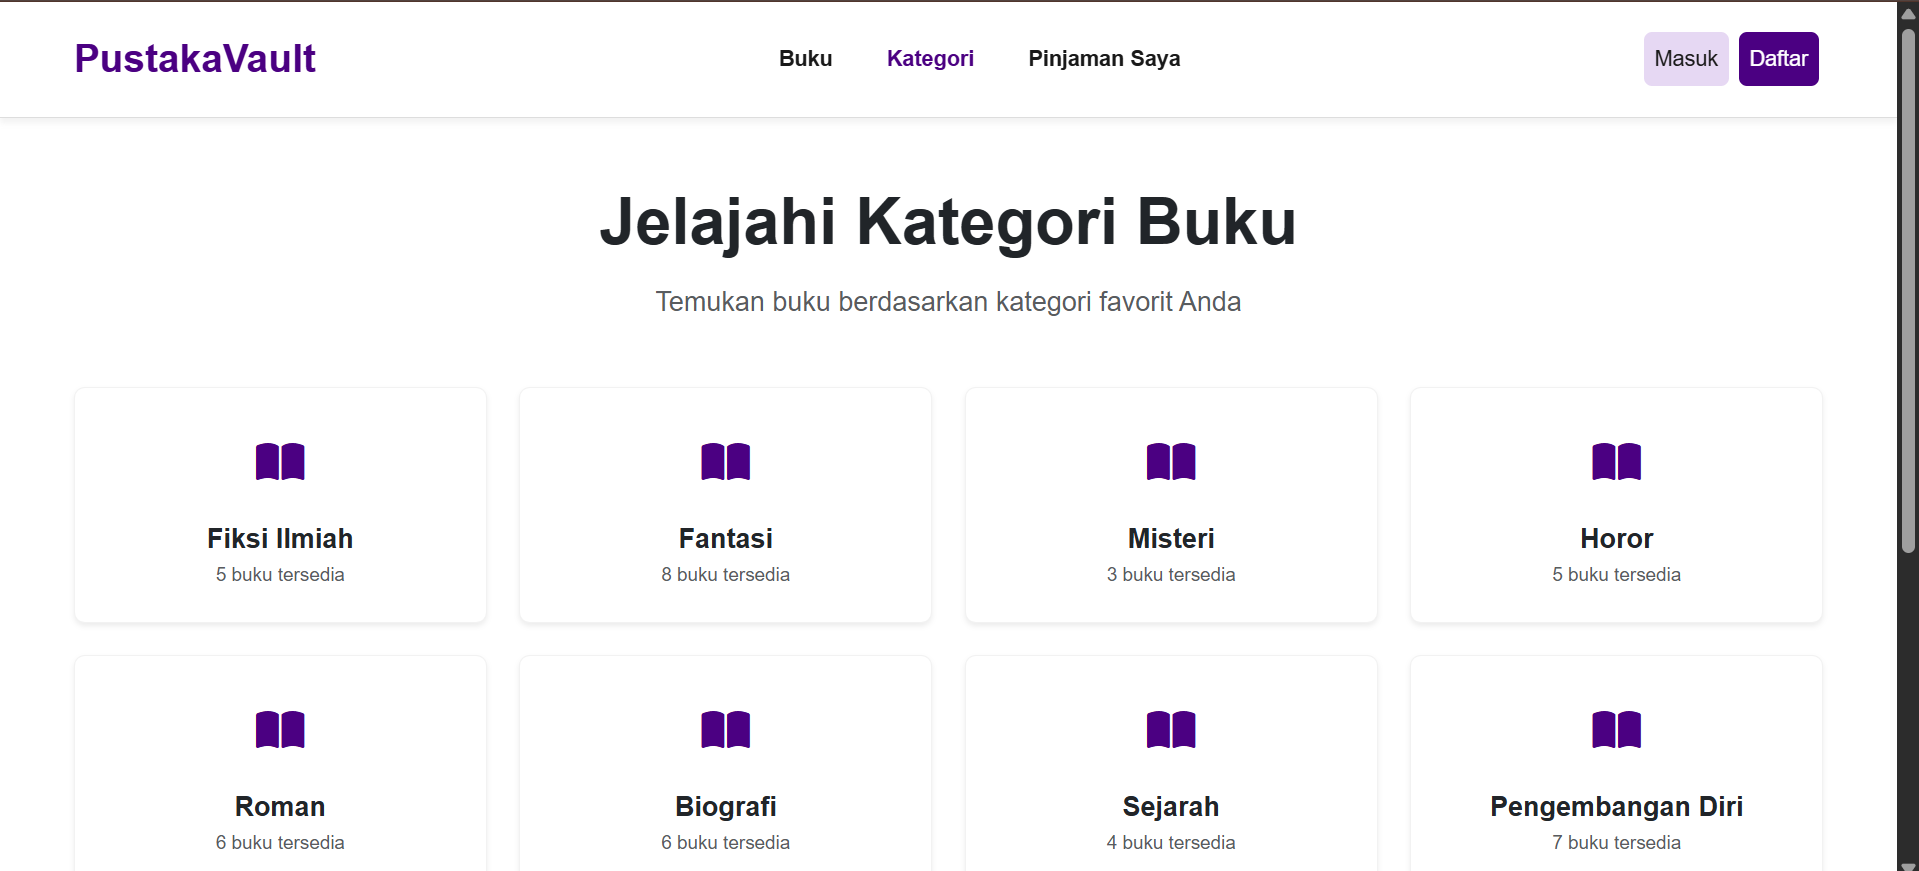 PustakaVault
Buku
Kategori
Pinjaman Saya
Masuk
Daftar
Jelajahi Kategori Buku
Temukan buku berdasarkan kategori favorit Anda
Fiksi Ilmiah
5 buku tersedia
Fantasi
8 buku tersedia
Misteri
3 buku tersedia
Horor
5 buku tersedia
Roman
6 buku tersedia
Biografi
6 buku tersedia
Sejarah
4 buku tersedia
Pengembangan Diri
7 buku tersedia